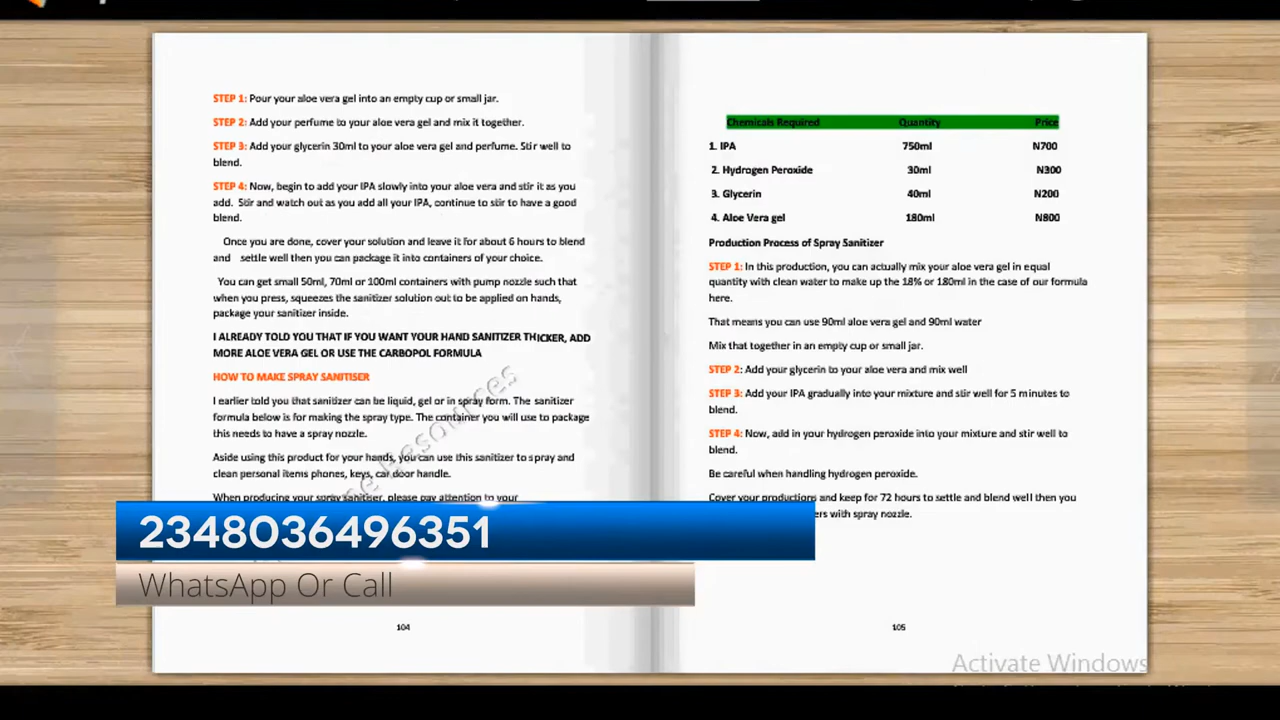 STEP 1: Pour your aloe vera gel into an empty cup or small jar.
STEP 2: Add your perfume to your aloe vera gel and mix it together.
STEP 3: Add your glycerin 30ml to your aloe vera gel and perfume. Stir well to
blend.
STEP 4: Now, begin to add your IPA slowly into your aloe vera and stir it as you
add. Stir and watch out as you add all your IPA, continue to stir to have a good
blend.
Once you are done, cover your solution and leave it for about 6 hours to blend
and settle well then you can package it into containers of your choice.
You can get small 50ml, 70ml or 100ml containers with pump nozzle such that
when you press, squeezes the sanitizer solution out to be applied on hands,
package your sanitizer inside.
I ALREADY TOLD YOU THAT IF YOU WANT YOUR HAND SANITIZER THICKER, ADD
MORE ALOE VERA GEL OR USE THE CARBOPOL FORMULA
HOW TO MAKE SPRAY SANITISER
I earlier told you that sanitizer can be liquid, gel or in spray form. The sanitizer
formula below is for making the spray type. The container you will use to package
this needs to have a spray nozzle.
Aside using this product for your hands, you can use this sanitizer to spray and
clean personal items phones, keys, car door handle.
When producing your spray sanitiser, please pay attention to your
104
Chemicals Required Quantity Price
1. IPA 750ml N700
2. Hydrogen Peroxide 30ml N300
3. Glycerin 40ml N200
4. Aloe Vera gel 180ml N800
Production Process of Spray Sanitizer
STEP 1: In this production, you can actually mix your aloe vera gel in equal
quantity with clean water to make up the 18% or 180ml in the case of our formula
here.
That means you can use 90ml aloe vera gel and 90ml water
Mix that together in an empty cup or small jar.
STEP 2: Add your glycerin to your aloe vera and mix well
STEP 3: Add your IPA gradually into your mixture and stir well for 5 minutes to
blend.
STEP 4: Now, add in your hydrogen peroxide into your mixture and stir well to
blend.
Be careful when handling hydrogen peroxide.
Cover your productions and keep for 72 hours to settle and blend well then you
with spray nozzle.
105
2348036496351
WhatsApp Or Call
Activate Windows